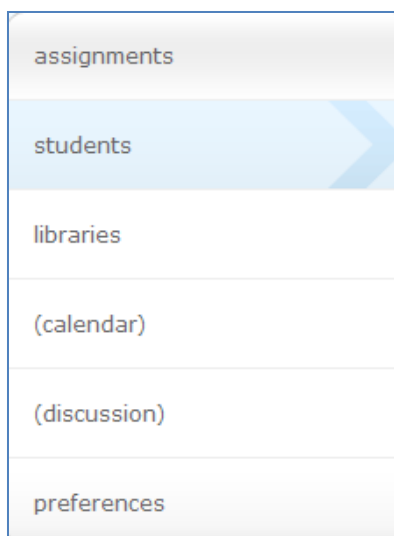 assignments
students
libraries
(calendar)
(discussion)
preferences